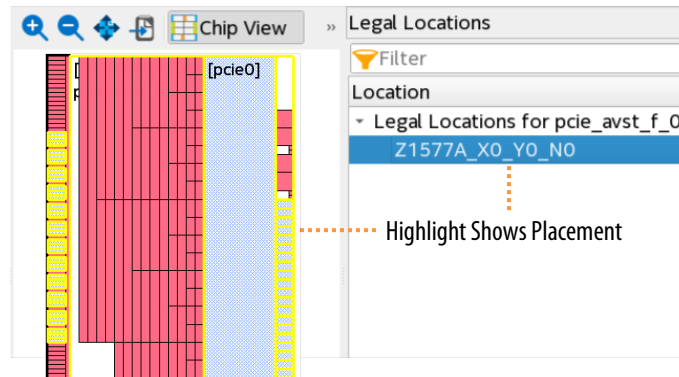 Chip View
»
Legal Locations
Filter
Location
Legal Locations for pcie_avst_f_0
Z1577A_X0_Y0_N0
[pcie0]
[
Highlight Shows Placement